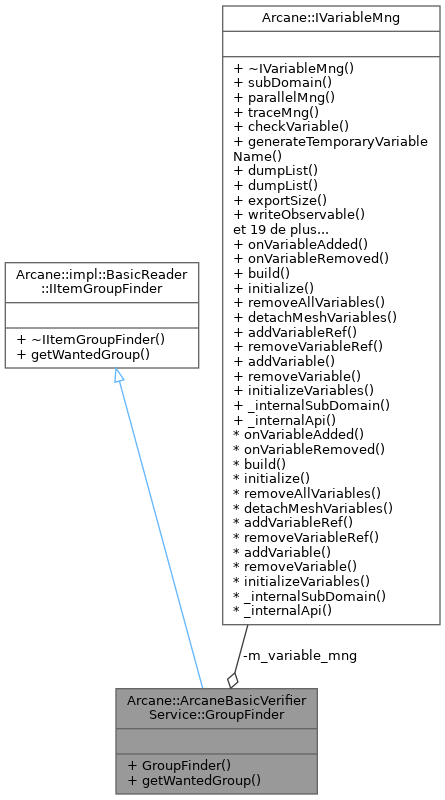 Arcane::IVariableMng
+ ~IVariableMng()
+ subDomain()
+ parallelMng()
+ traceMng()
+ checkVariable()
+ generateTemporaryVariable
Name()
+ dumpList()
+ dumpList()
+ exportSize()
+ writeObservable()
et 19 de plus...
+ onVariableAdded()
+ onVariableRemoved()
+ build()
+ initialize()
+ removeAllVariables()
+ detachMeshVariables()
+ addVariableRef()
+ removeVariableRef()
+ addVariable()
+ removeVariable()
+ initializeVariables()
+ _internalSubDomain()
+ _internalApi()
* onVariableAdded()
* onVariableRemoved()
* build()
* initialize()
* removeAllVariables()
* detachMeshVariables()
* addVariableRef()
* removeVariableRef()
* addVariable()
* removeVariable()
* initializeVariables()
* _internalSubDomain()
* _internalApi()
Arcane::impl::BasicReader
::IItemGroupFinder
+ ~IItemGroupFinder()
+ getWantedGroup()
-m_variable_mng
Arcane::ArcaneBasicVerifier
Service::GroupFinder
+ GroupFinder()
+ getWantedGroup()